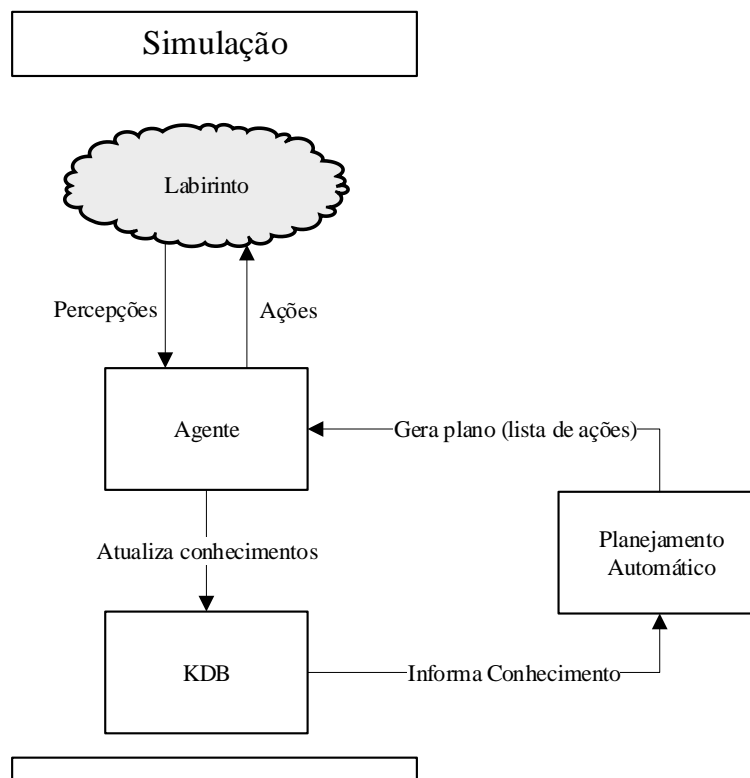 Simulação
Labirinto
Percepções
Ações
Agente
Gera plano (lista de ações)
Planejamento
Automático
Atualiza conhecimentos
KDB
Informa Conhecimento